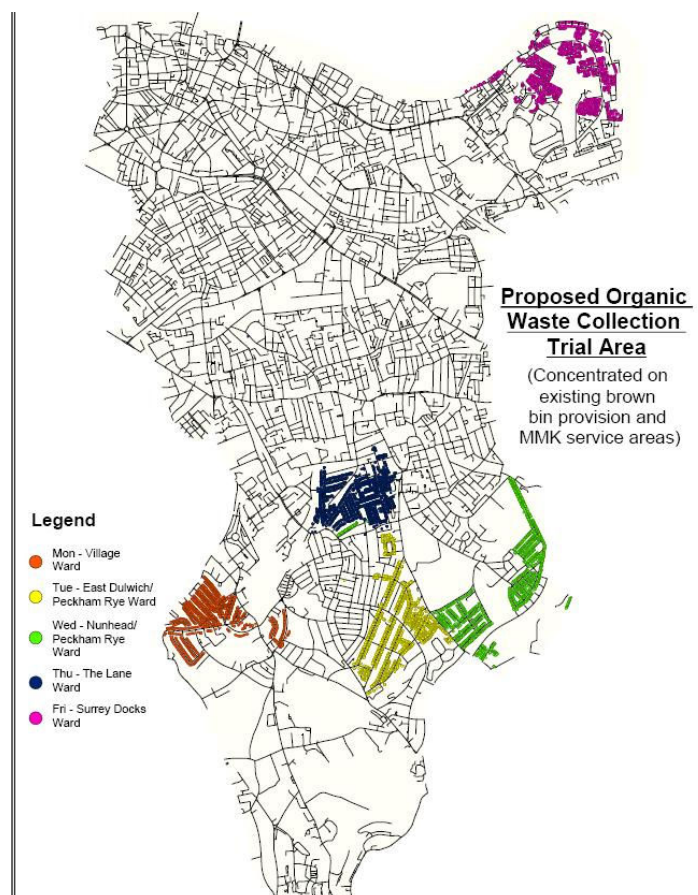 Proposed Organic
Waste Collection
Trial Area
(Concentrated on
existing brown
bin provision and
MMK service areas)
Legend
Mon - Village
Ward
Tue - East Dulwich/
Peckham Rye Ward
Wed - Nunhead/
Peckham Rye
Ward
Thu - The Lane
Ward
Fri - Surrey Docks
Ward